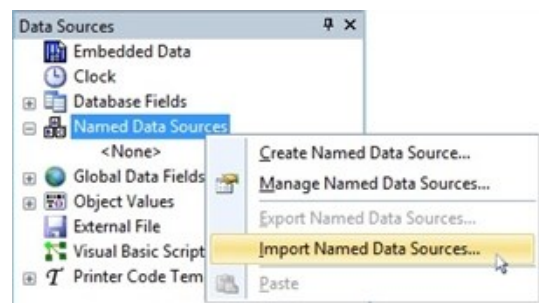 Data Sources
Embedded Data
Clock
Database Fields
Named Data Sources
<None>
Global Data Fields
Object Values
External File
Visual Basic Script
Printer Code Tem
Create Named Data Source...
Manage Named Data Sources...
Export Named Data Sources...
Import Named Data Sources...
Paste